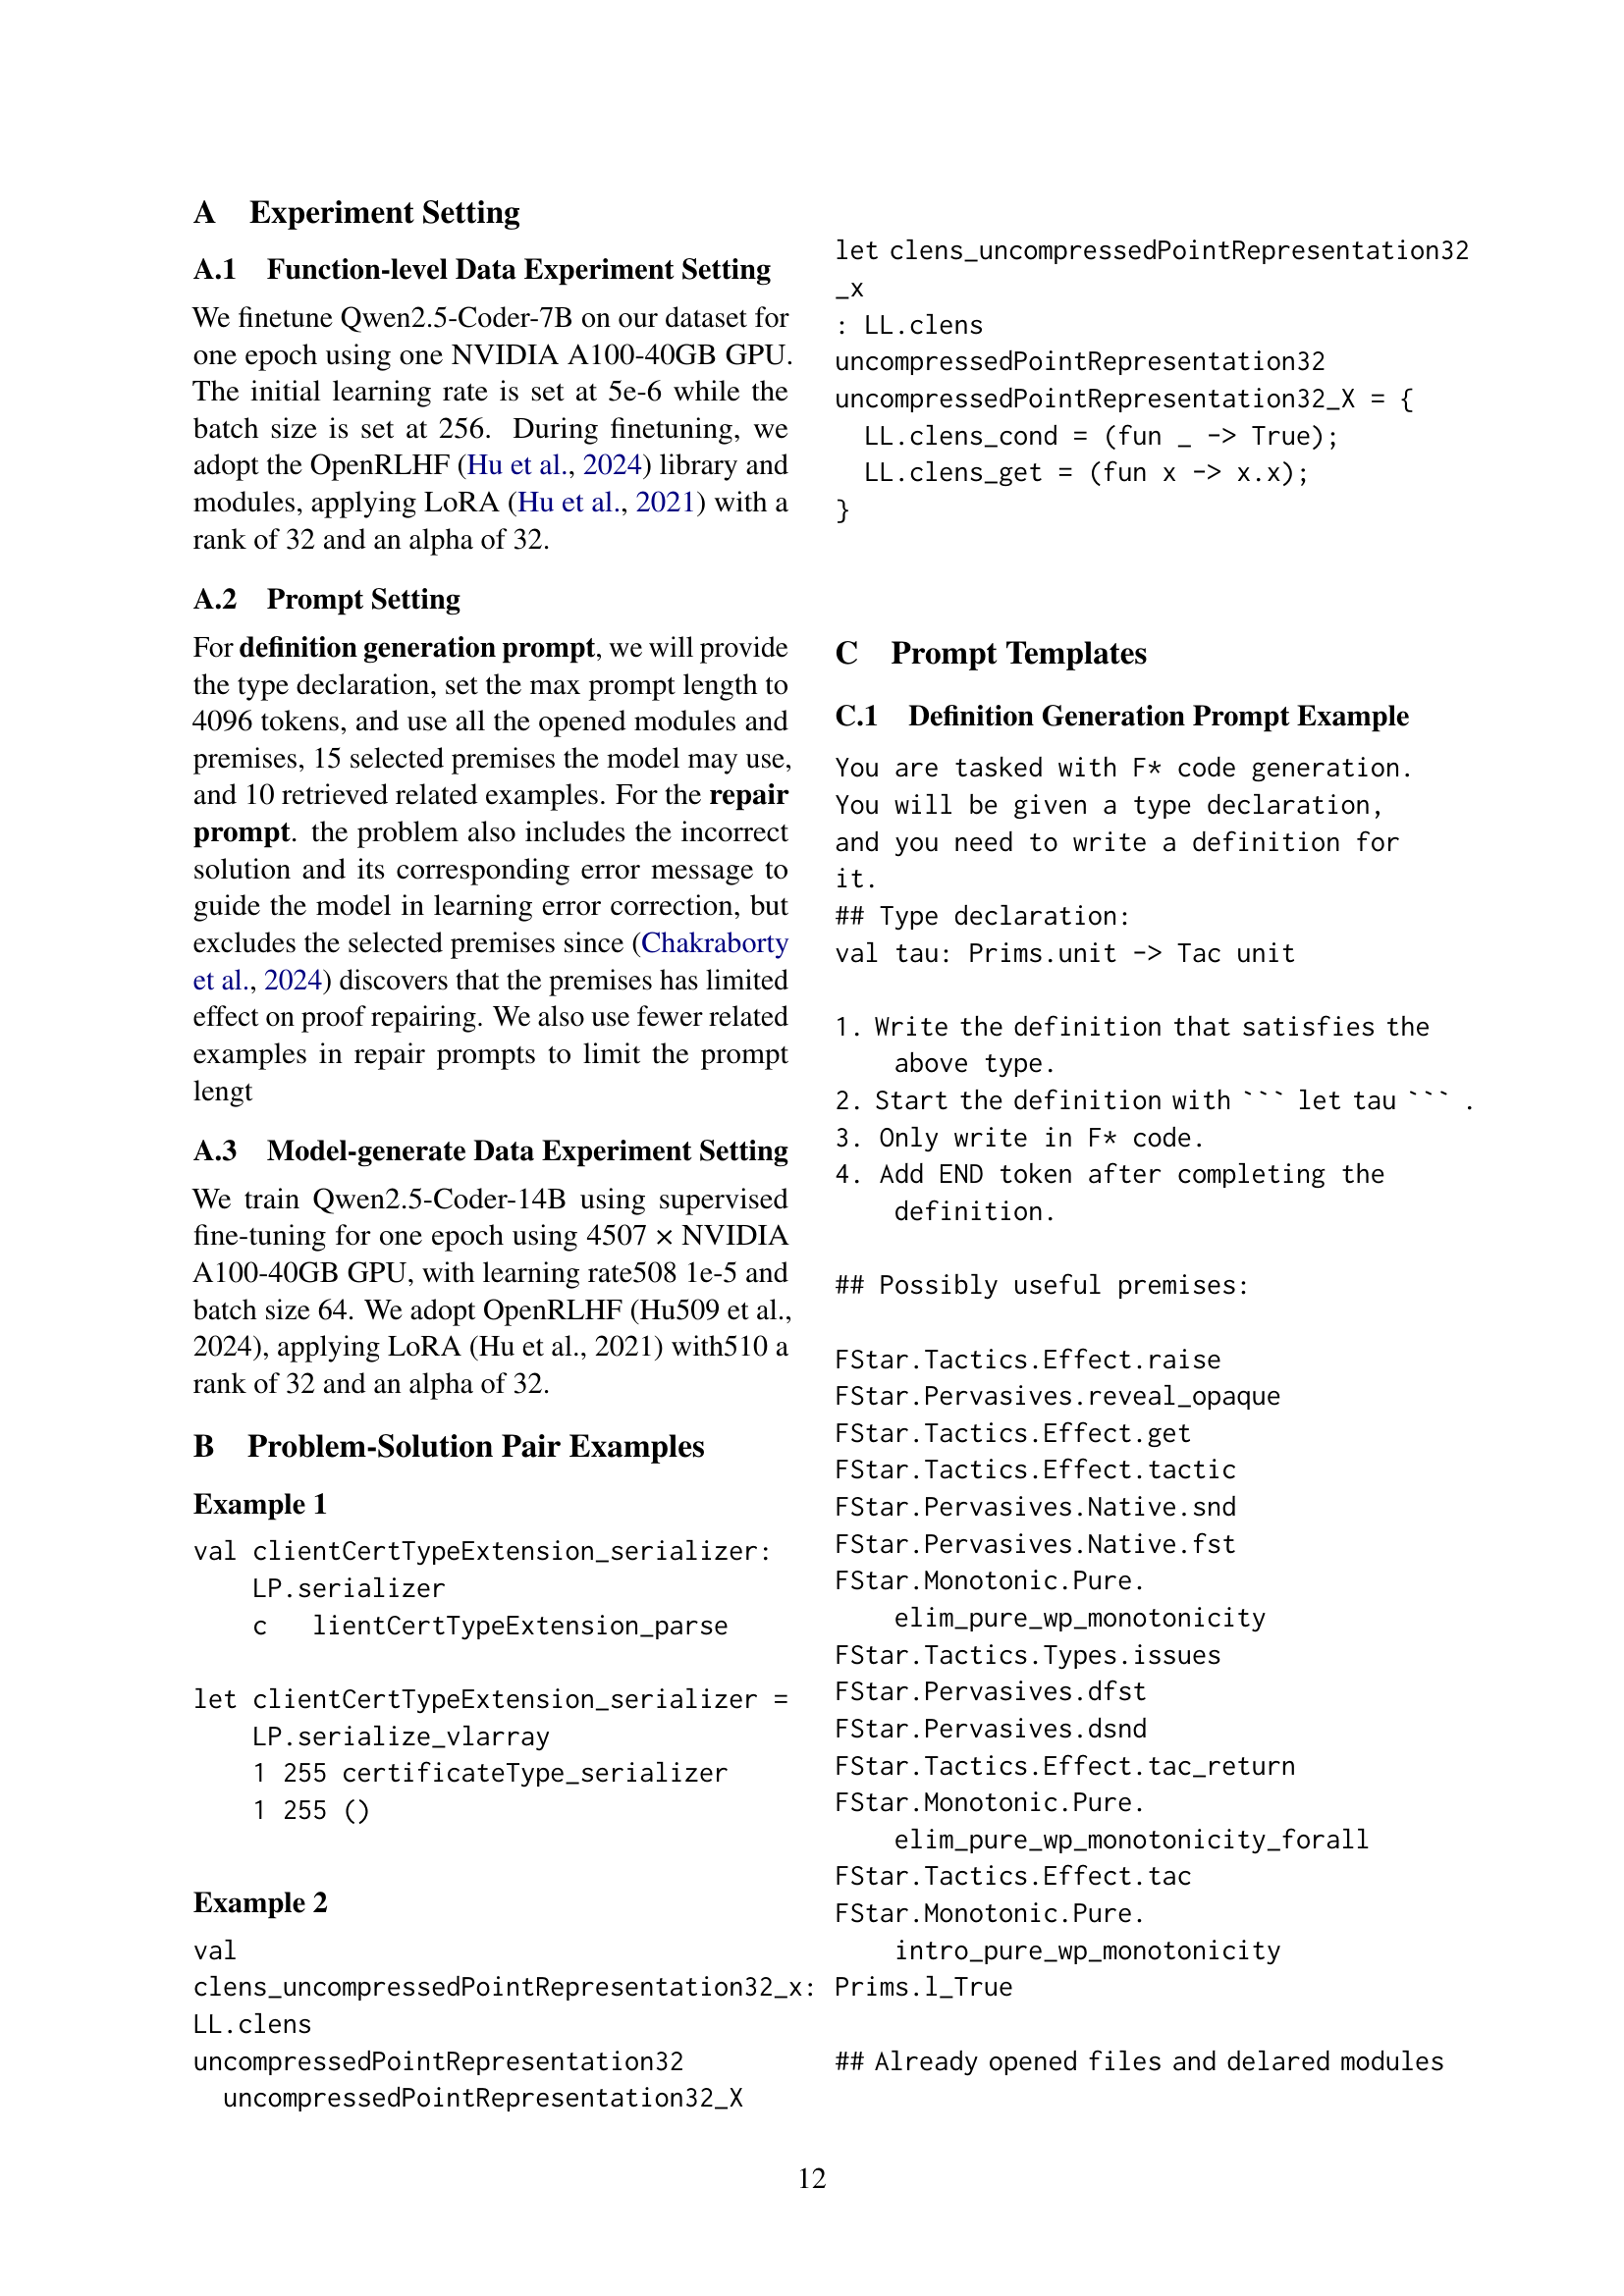 A Experiment Setting
A.1 Function-level Data Experiment Setting
We finetune Qwen2.5-Coder-7B on our dataset for
one epoch using one NVIDIA A100-40GB GPU.
The initial learning rate is set at 5e-6 while the
batch size is set at 256. During finetuning, we
adopt the OpenRLHF (Hu et al., 2024) library and
modules, applying LoRA (Hu et al., 2021) with a
rank of 32 and an alpha of 32.
A.2 Prompt Setting
For definition generation prompt, we will provide
the type declaration, set the max prompt length to
4096 tokens, and use all the opened modules and
premises, 15 selected premises the model may use,
and 10 retrieved related examples. For the repair
prompt. the problem also includes the incorrect
solution and its corresponding error message to
guide the model in learning error correction, but
excludes the selected premises since (Chakraborty
et al., 2024) discovers that the premises has limited
effect on proof repairing. We also use fewer related
examples in repair prompts to limit the prompt
lengt
A.3 Model-generate Data Experiment Setting
We train Qwen2.5-Coder-14B using supervised
fine-tuning for one epoch using 4507 × NVIDIA
A100-40GB GPU, with learning rate508 1e-5 and
batch size 64. We adopt OpenRLHF (Hu509 et al.,
2024), applying LoRA (Hu et al., 2021) with510 a
rank of 32 and an alpha of 32.
B Problem-Solution Pair Examples
Example 1
val clientCertTypeExtension_serializer:
    LP.serializer
    c   lientCertTypeExtension_parse
let clientCertTypeExtension_serializer =
    LP.serialize_vlarray
    1 255 certificateType_serializer
    1 255 ()
Example 2
val
clens_uncompressedPointRepresentation32_x:
LL.clens
uncompressedPointRepresentation32
  uncompressedPointRepresentation32_X
let clens_uncompressedPointRepresentation32
_x
: LL.clens
uncompressedPointRepresentation32
uncompressedPointRepresentation32_X = {
  LL.clens_cond = (fun _ -> True);
  LL.clens_get = (fun x -> x.x);
}
C Prompt Templates
C.1 Definition Generation Prompt Example
You are tasked with F* code generation.
You will be given a type declaration,
and you need to write a definition for
it.
## Type declaration:
val tau: Prims.unit -> Tac unit
1. Write the definition that satisfies the
    above type.
2. Start the definition with ``` let tau ``` .
3. Only write in F* code.
4. Add END token after completing the
    definition.
## Possibly useful premises:
FStar.Tactics.Effect.raise
FStar.Pervasives.reveal_opaque
FStar.Tactics.Effect.get
FStar.Tactics.Effect.tactic
FStar.Pervasives.Native.snd
FStar.Pervasives.Native.fst
FStar.Monotonic.Pure.
    elim_pure_wp_monotonicity
FStar.Tactics.Types.issues
FStar.Pervasives.dfst
FStar.Pervasives.dsnd
FStar.Tactics.Effect.tac_return
FStar.Monotonic.Pure.
    elim_pure_wp_monotonicity_forall
FStar.Tactics.Effect.tac
FStar.Monotonic.Pure.
    intro_pure_wp_monotonicity
Prims.l_True
## Already opened files and delared modules
12